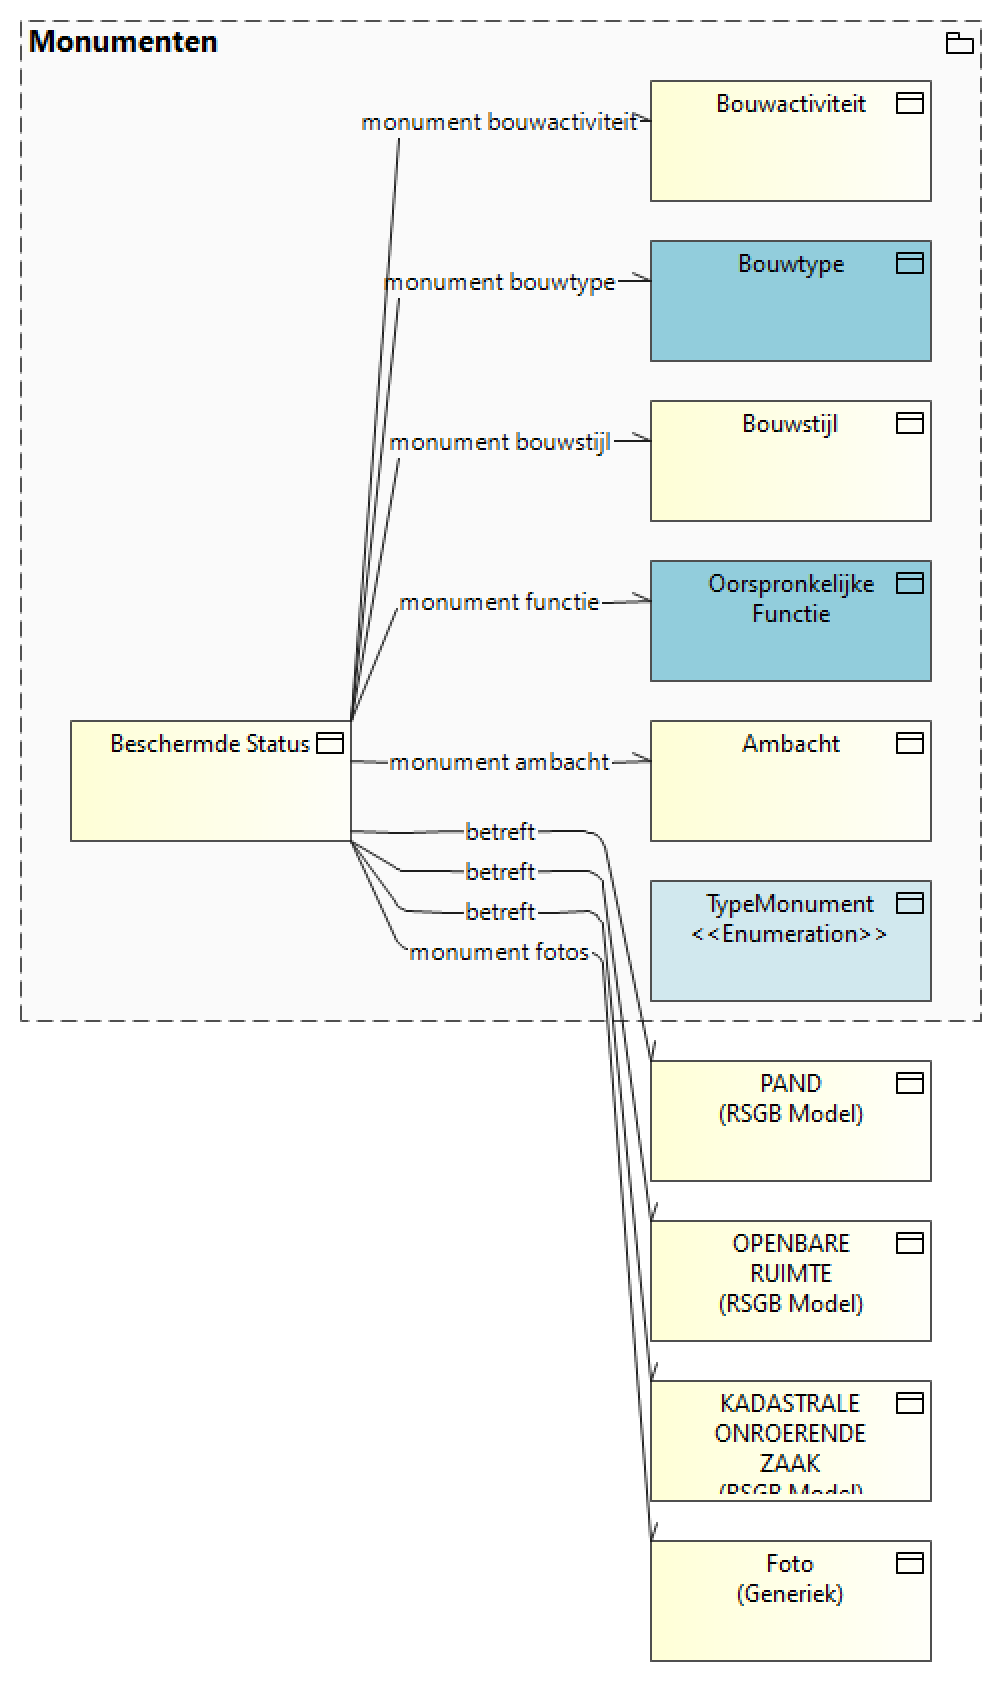 Monumenten
monument bouwactiviteit
Bouwactiviteit
monument bouwtype
Bouwtype
monument bouwstijl
Bouwstijl
monument functie
Oorspronkelijke
Functie
Beschermde Status
monument ambacht
Ambacht
betreft
betreft
betreft
monument fotos
TypeMonument
<<Enumeration>>
PAND
(RSGB Model)
OPENBARE
RUIMTE
(RSGB Model)
KADASTRALE
ONROERENDE
ZAAK
(RSGB Model)
Foto
(Generiek)